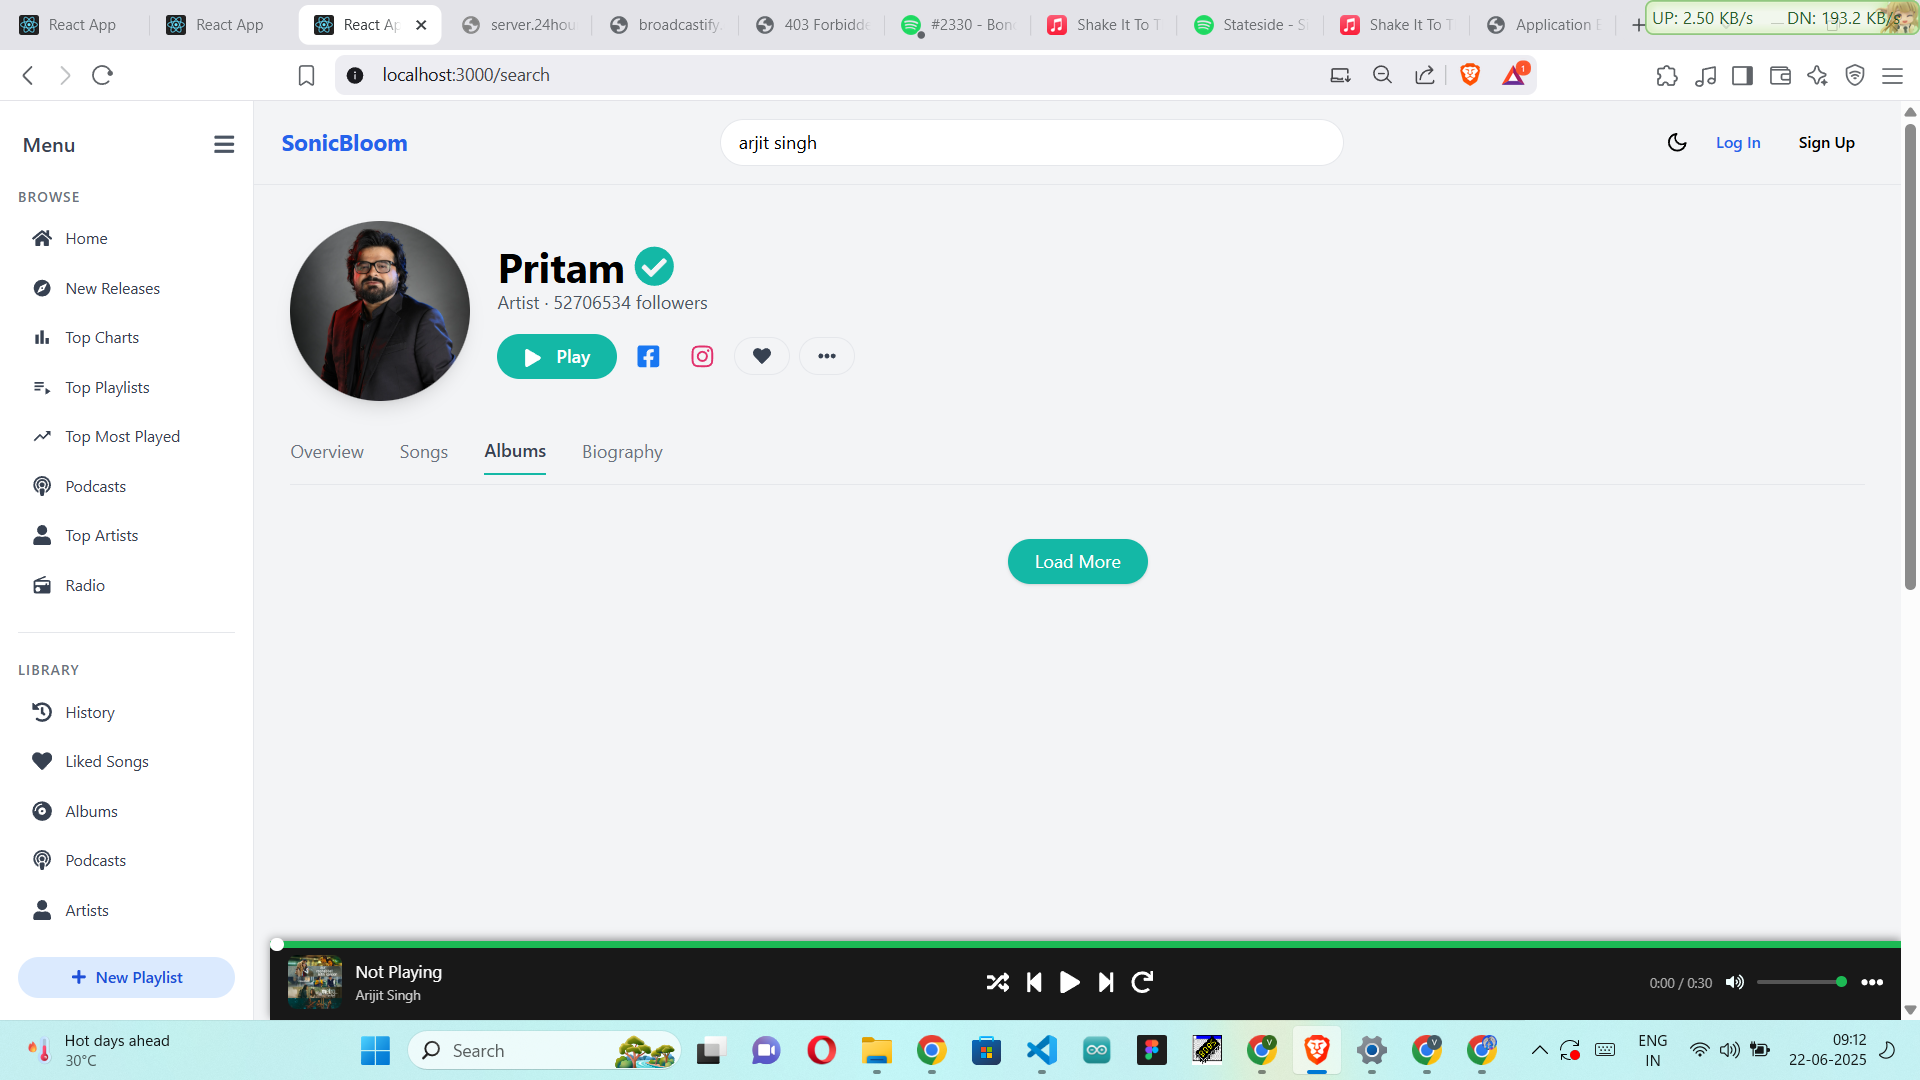 React App
React App
React Ap
server.24hou
broadcastify.
403 Forbidde
#2330 - Bon
Shake It To T
Stateside - Si
Shake It To T
Application E
UP: 2.50 KB/s
DN: 193.2 KB/s
localhost:3000/search
1
Menu
SonicBloom
arjit singh
Log In
Sign Up
BROWSE
Home
New Releases
Top Charts
Top Playlists
Top Most Played
Podcasts
Top Artists
Radio
LIBRARY
History
Liked Songs
Albums
Podcasts
Artists
New Playlist
Pritam
Artist · 52706534 followers
Play
Overview
Songs
Albums
Biography
Load More
Not Playing
Arijit Singh
0:00 / 0:30
Hot days ahead
30°C
Search
ENG
IN
09:12
22-06-2025